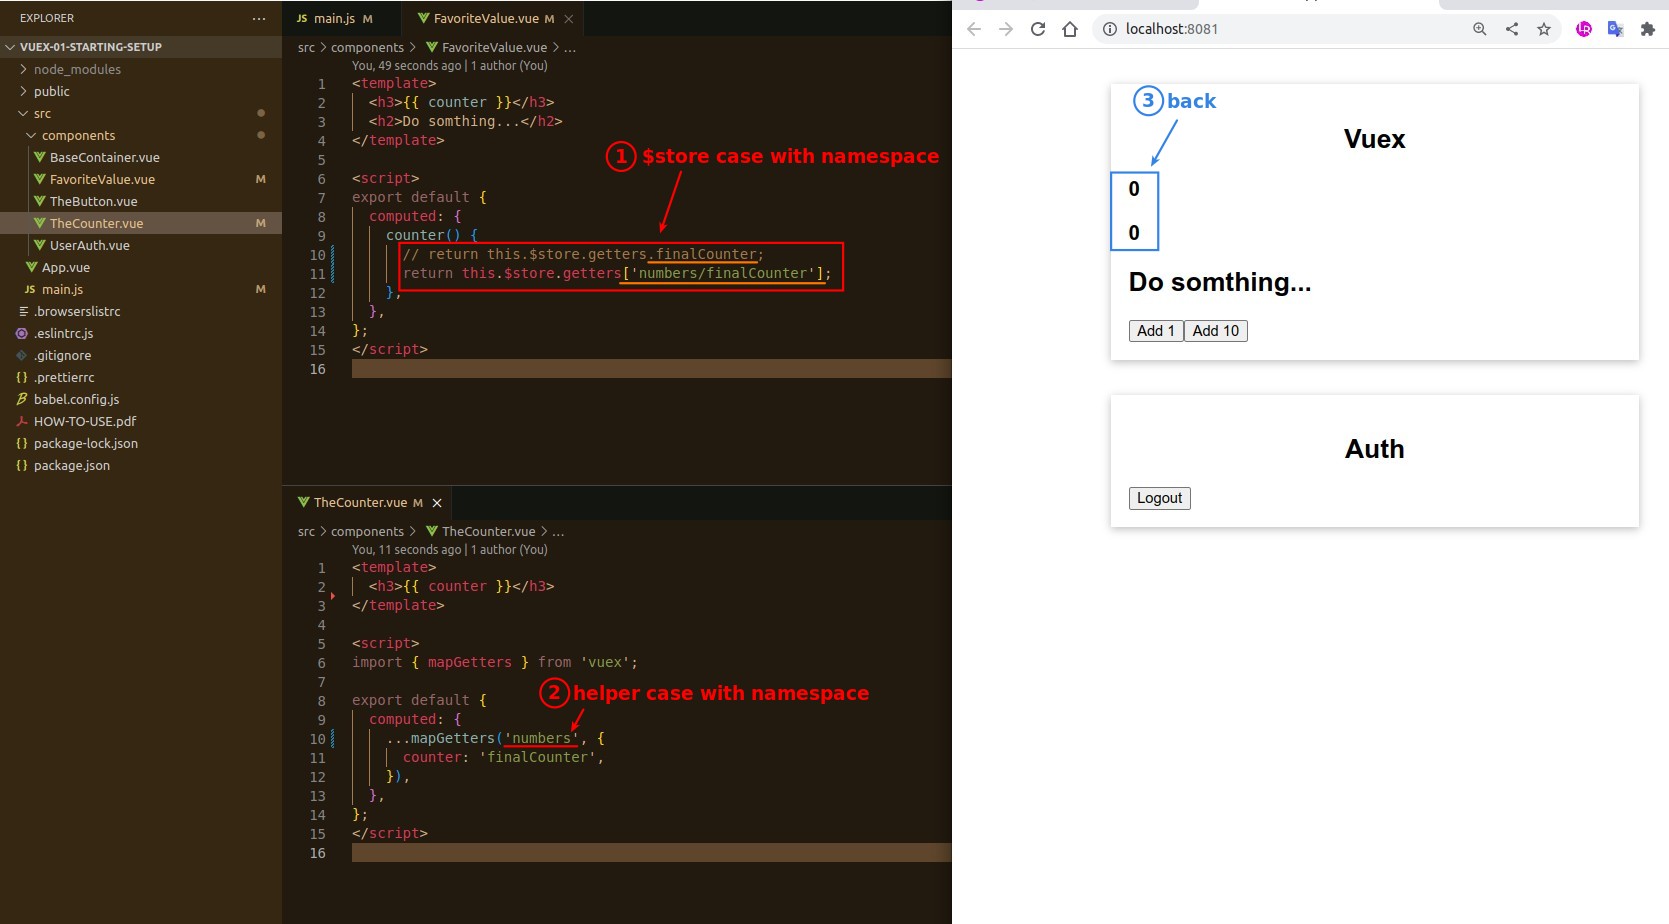 EXPLORER
VUEX-01-STARTING-SETUP
node_modules
public
src
components
BaseContainer.vue
FavoriteValue.vue M
TheButton.vue
TheCounter.vue M
UserAuth.vue
App.vue
JS main.js M
.browserslistrc
.eslintrc.js
.gitignore
{} .prettierrc
babel.config.js
HOW-TO-USE.pdf
{} package-lock.json
{} package.json
JS main.js M
FavoriteValue.vue M
src > components > FavoriteValue.vue > ...
You, 49 seconds ago | 1 author (You)
1 <template>
2 <h3>{{ counter }}</h3>
3 <h2>Do somthing...</h2>
4 </template>
5
6 <script>
7 export default {
8 computed: {
9 counter() {
10 // return this.$store.getters.finalCounter;
11 return this.$store.getters['numbers/finalCounter'];
12 },
13 },
14 };
15 </script>
16
1 $store case with namespace
TheCounter.vue M
src > components > TheCounter.vue > ...
You, 11 seconds ago | 1 author (You)
1 <template>
2 <h3>{{ counter }}</h3>
3 </template>
4
5 <script>
6 import { mapGetters } from 'vuex';
7
8 export default {
9 computed: {
10 ...mapGetters('numbers', {
11 counter: 'finalCounter',
12 }),
13 },
14 };
15 </script>
16
2 helper case with namespace
localhost:8081
3 back
Vuex
0
0
Do somthing...
Add 1 Add 10
Auth
Logout